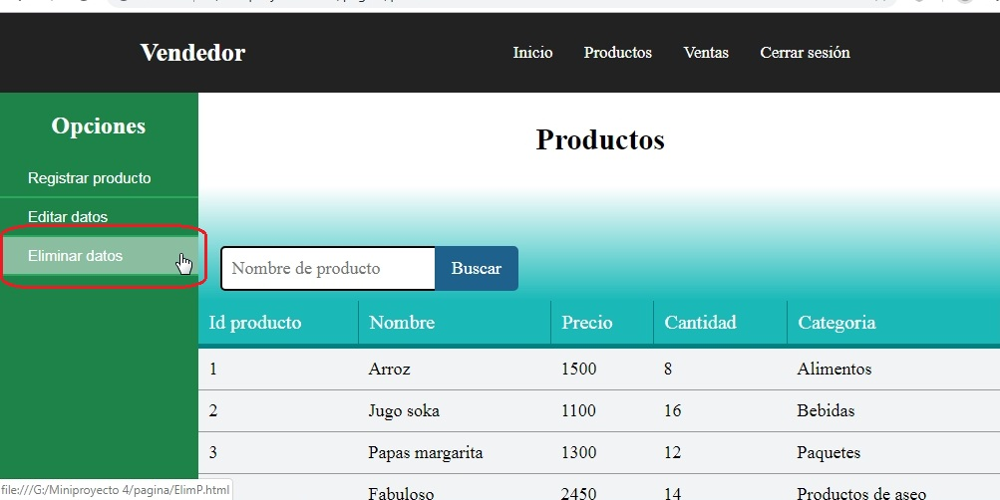 Vendedor Inicio Productos Ventas Cerrar sesión
Opciones
Registrar producto
Editar datos
Eliminar datos
Productos
Nombre de producto Buscar
Id producto Nombre Precio Cantidad Categoria
1 Arroz 1500 8 Alimentos
2 Jugo soka 1100 16 Bebidas
3 Papas margarita 1300 12 Paquetes
Fabuloso 2450 14 Productos de aseo
file:///G:/Miniproyecto 4/pagina/ElimP.html